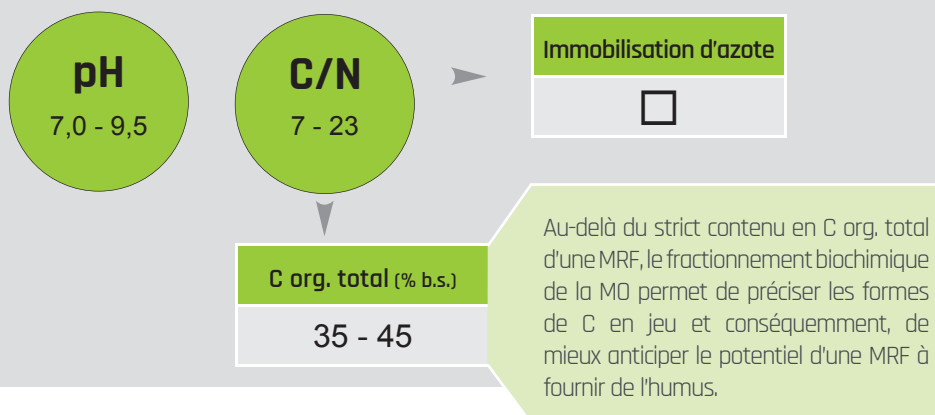 pH
7,0 - 9,5
C/N
7 - 23
Immobilisation d'azote
☐
C org. total (% b.s.)
35 - 45
Au-delà du strict contenu en C org. total
d'une MRF, le fractionnement biochimique
de la MO permet de préciser les formes
de C en jeu et conséquemment, de
mieux anticiper le potentiel d'une MRF à
fournir de l'humus.